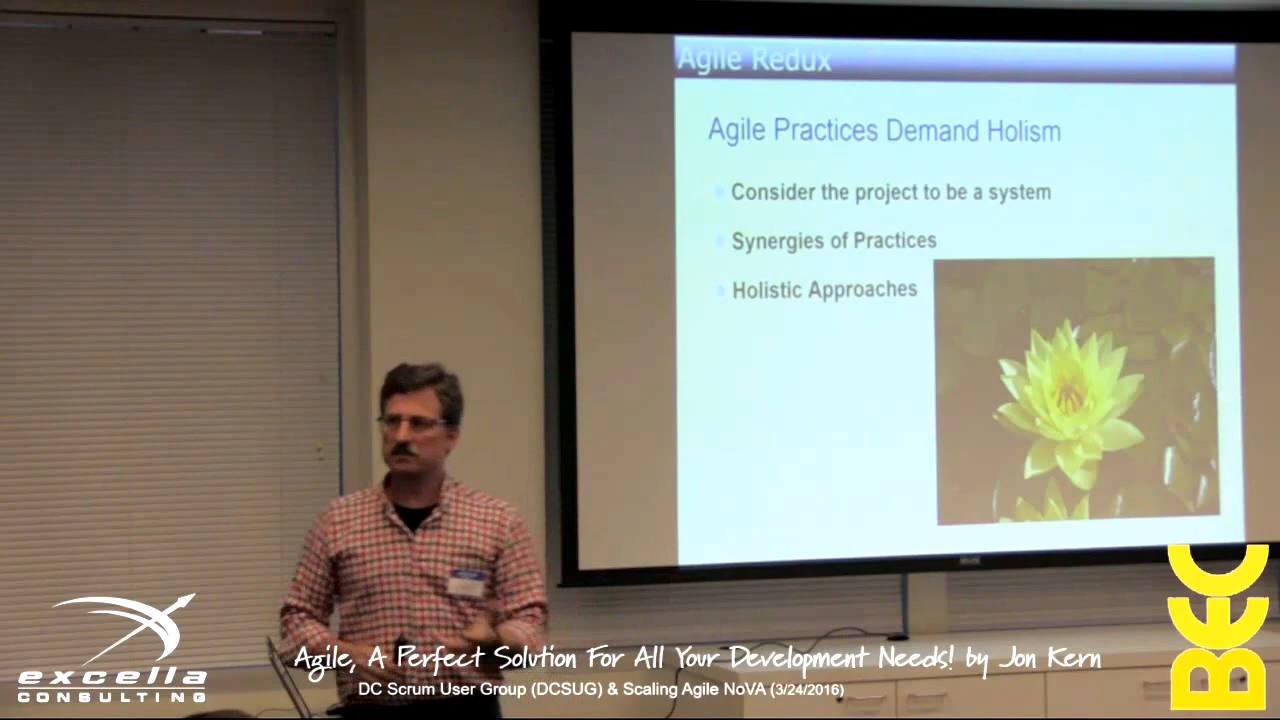 Agile Redux
Agile Practices Demand Holism
Consider the project to be a system
Synergies of Practices
Holistic Approaches
excella
CONSULTING
Agile, A Perfect Solution For All Your Development Needs! by Jon Kern
DC Scrum User Group (DCSUG) & Scaling Agile NoVA (3/24/2016)
BEC